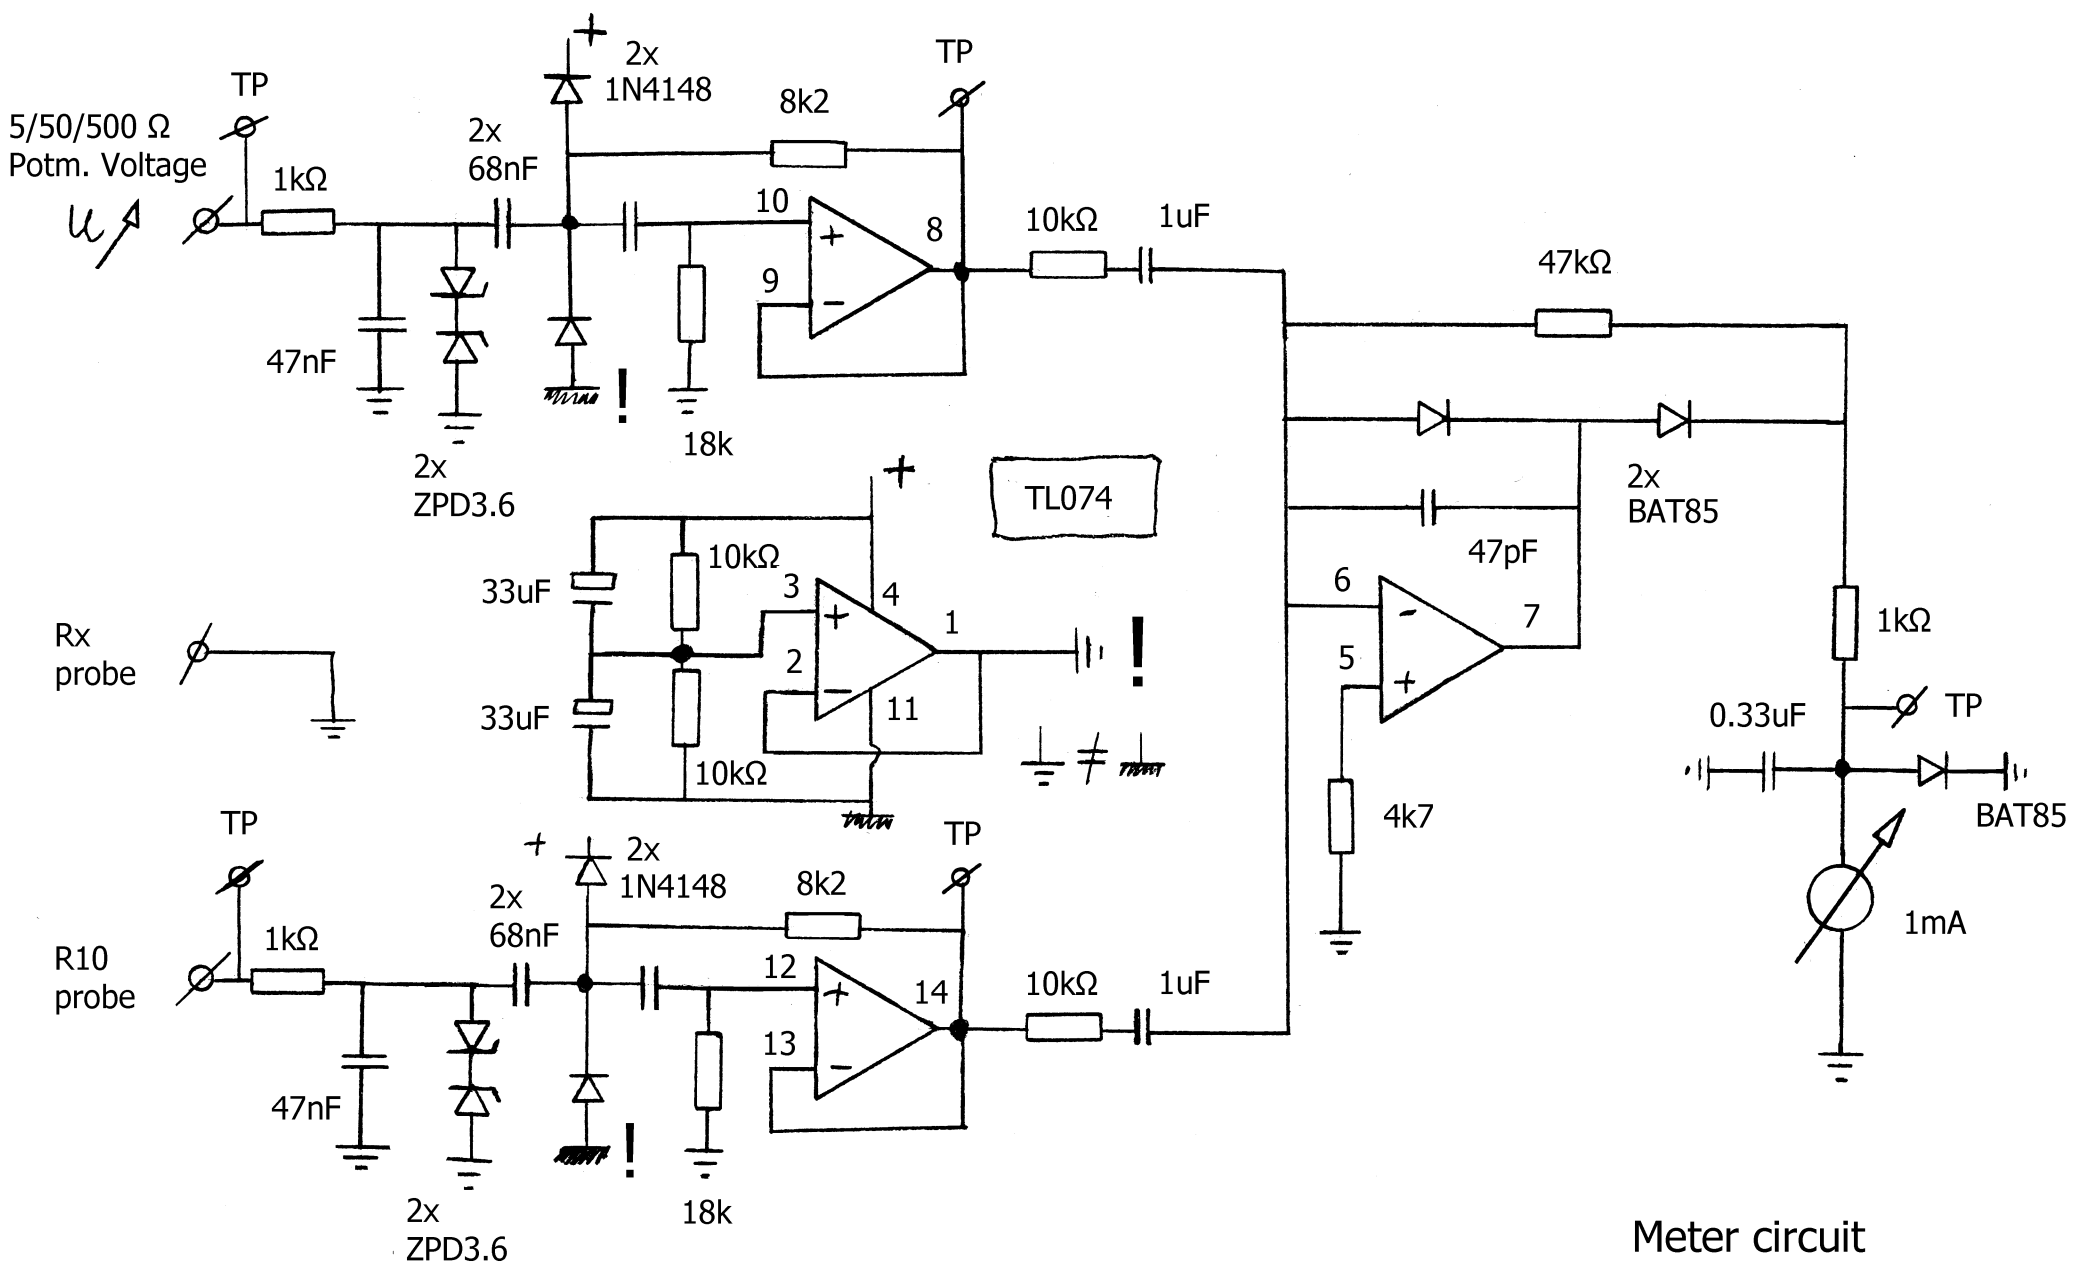 +
2x
1N4148
TP
TP
8k2
5/50/500 Ω
Potm. Voltage
2x
68nF
1kΩ
U
10
+
8
9
−
10kΩ
1uF
47kΩ
47nF
!
18k
2x
ZPD3.6
+
TL074
2x
BAT85
47pF
10kΩ
33uF
3
+
4
1
!
2
−
11
33uF
10kΩ
≠
Rx
probe
6
-
7
5
+
1kΩ
0.33uF
TP
4k7
BAT85
1mA
TP
+
2x
1N4148
TP
8k2
2x
68nF
R10
probe
1kΩ
12
+
14
13
−
10kΩ
1uF
47nF
!
18k
2x
ZPD3.6
Meter circuit